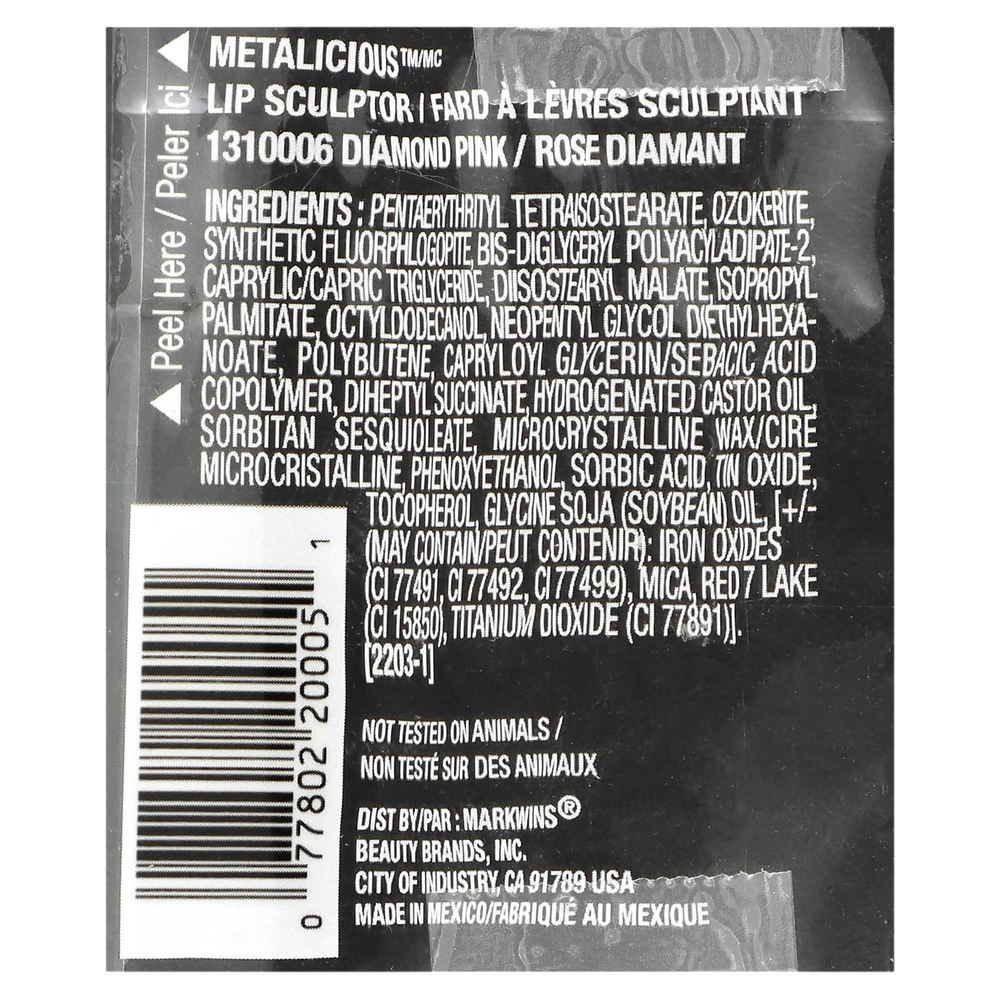 METALICIOUS™/MC
LIP SCULPTOR / FARD À LÈVRES SCULPTANT
1310006 DIAMOND PINK / ROSE DIAMANT
Peel Here / Peler Ici
INGREDIENTS : PENTAERYTHRITYL TETRAISOSTEARATE, OZOKERITE,
SYNTHETIC FLUORPHLOGOPITE, BIS-DIGLYCERYL POLYACYLADIPATE-2,
CAPRYLIC/CAPRIC TRIGLYCERIDE, DIISOSTEARYL MALATE, ISOPROPYL
PALMITATE, OCTYLDODECANOL, NEOPENTYL GLYCOL DIETHYLHEXA-
NOATE, POLYBUTENE, CAPRYLOYL GLYCERIN/SEBACIC ACID
COPOLYMER, DIHEPTYL SUCCINATE, HYDROGENATED CASTOR OIL,
SORBITAN SESQUIOLEATE, MICROCRYSTALLINE WAX/CIRE
MICROCRISTALLINE, PHENOXYETHANOL, SORBIC ACID, TIN OXIDE,
TOCOPHEROL, GLYCINE SOJA (SOYBEAN) OIL, [+/-
(MAY CONTAIN/PEUT CONTENIR): IRON OXIDES
(CI 77491, CI 77492, CI 77499), MICA, RED 7 LAKE
(CI 15850), TITANIUM DIOXIDE (CI 77891)].
[2203-1]
0 77802 20005 1
NOT TESTED ON ANIMALS /
NON TESTÉ SUR DES ANIMAUX
DIST BY/PAR : MARKWINS®
BEAUTY BRANDS, INC.
CITY OF INDUSTRY, CA 91789 USA
MADE IN MEXICO/FABRIQUÉ AU MEXIQUE